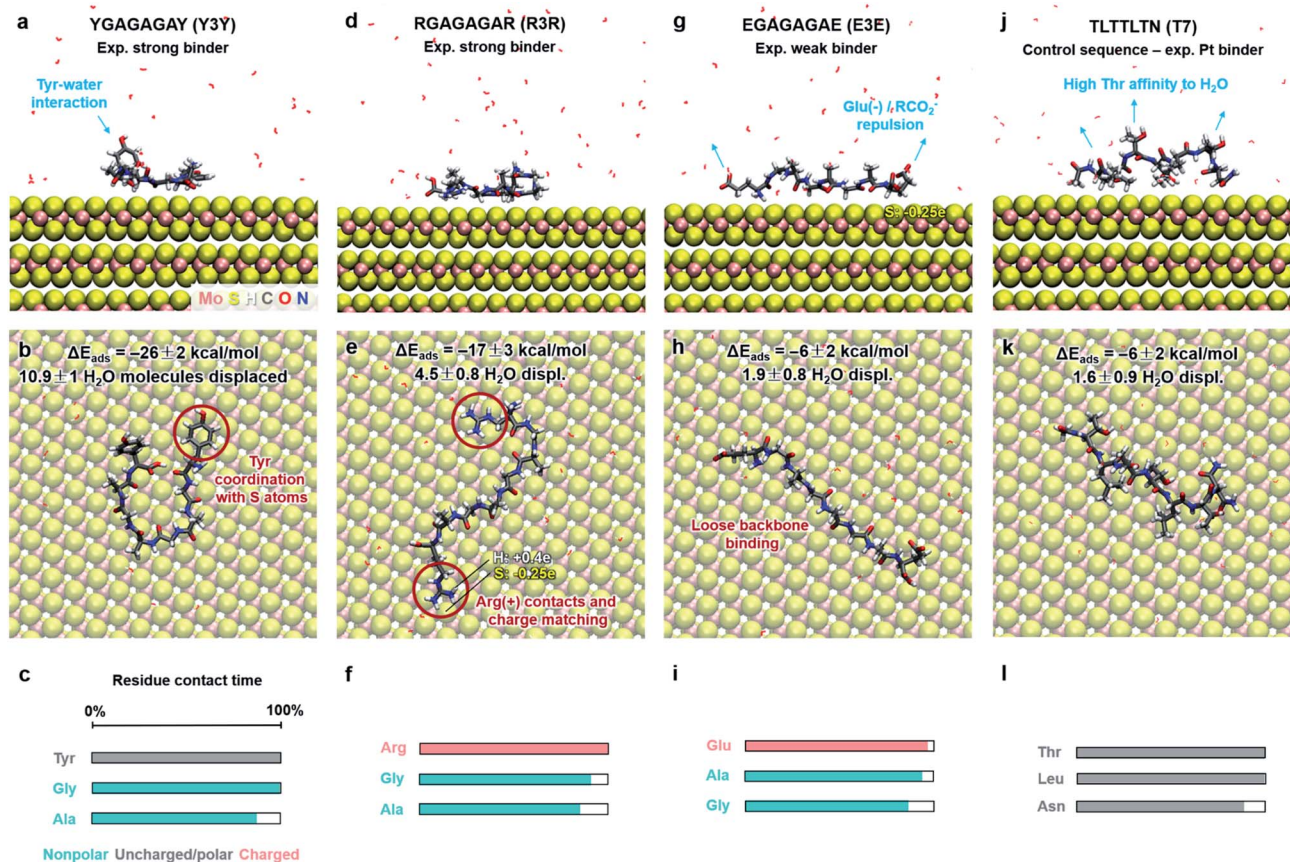 a
YGAGAGAY (Y3Y)
Exp. strong binder
Tyr-water
interaction
Mo S H C O N
d
RGAGAGAR (R3R)
Exp. strong binder
g
EGAGAGAE (E3E)
Exp. weak binder
Glu(-) / RCO₂⁻
repulsion
S: -0.25e
j
TLTTLTN (T7)
Control sequence – exp. Pt binder
High Thr affinity to H₂O
b
ΔEads = –26±2 kcal/mol
10.9±1 H₂O molecules displaced
Tyr
coordination
with S atoms
e
ΔEads = –17±3 kcal/mol
4.5±0.8 H₂O displ.
H: +0.4e
S: -0.25e
Arg(+) contacts and
charge matching
h
ΔEads = –6±2 kcal/mol
1.9±0.8 H₂O displ.
Loose backbone
binding
k
ΔEads = –6±2 kcal/mol
1.6±0.9 H₂O displ.
c
Residue contact time
0% 100%
Tyr
Gly
Ala
Nonpolar Uncharged/polar Charged
f
Arg
Gly
Ala
i
Glu
Ala
Gly
l
Thr
Leu
Asn